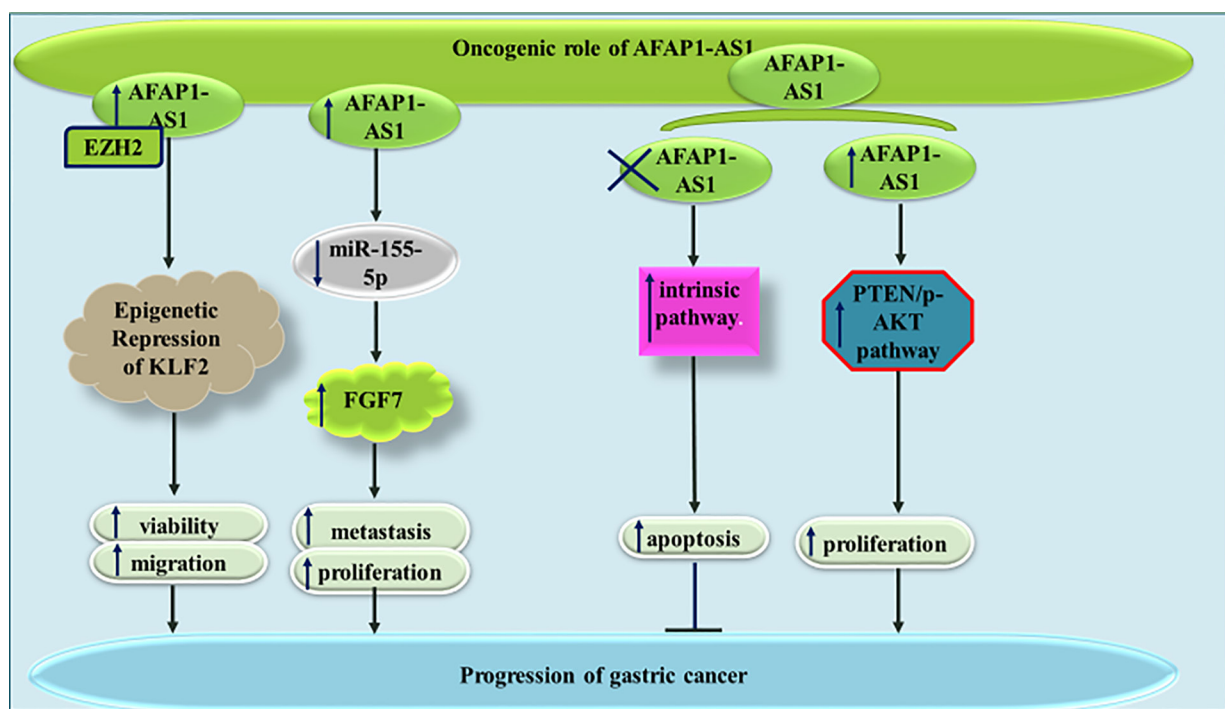 Oncogenic role of AFAP1-AS1
AFAP1-
AS1
EZH2
AFAP1-
AS1
AFAP1-
AS1
AFAP1-
AS1
AFAP1-
AS1
miR-155-
5p
intrinsic
pathway.
PTEN/p-
AKT
pathway
Epigenetic
Repression
of KLF2
FGF7
viability
migration
metastasis
proliferation
apoptosis
proliferation
Progression of gastric cancer